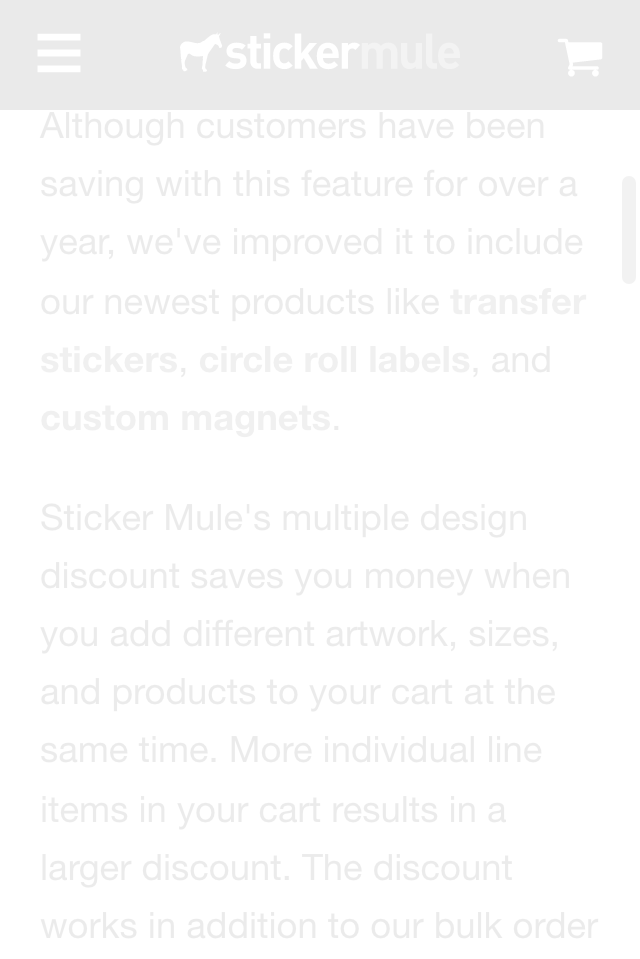 stickermule
Although customers have been
saving with this feature for over a
year, we've improved it to include
our newest products like transfer
stickers, circle roll labels, and
custom magnets.
Sticker Mule's multiple design
discount saves you money when
you add different artwork, sizes,
and products to your cart at the
same time. More individual line
items in your cart results in a
larger discount. The discount
works in addition to our bulk order